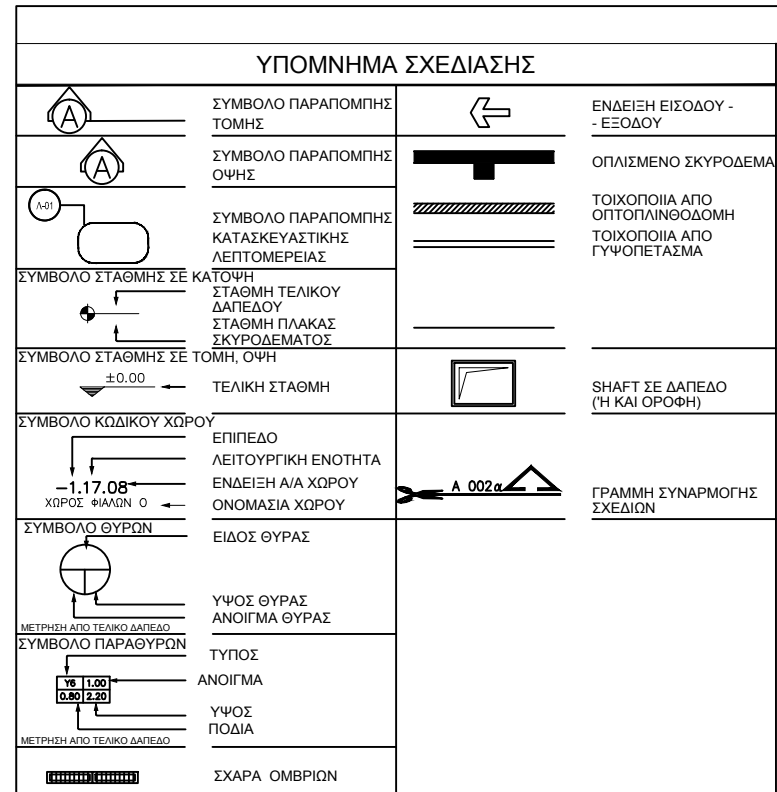 ΥΠΟΜΝΗΜΑ ΣΧΕΔΙΑΣΗΣ
A
ΣΥΜΒΟΛΟ ΠΑΡΑΠΟΜΠΗΣ
ΤΟΜΗΣ
A
ΣΥΜΒΟΛΟ ΠΑΡΑΠΟΜΠΗΣ
ΟΨΗΣ
Λ-01
ΣΥΜΒΟΛΟ ΠΑΡΑΠΟΜΠΗΣ
ΚΑΤΑΣΚΕΥΑΣΤΙΚΗΣ
ΛΕΠΤΟΜΕΡΕΙΑΣ
ΣΥΜΒΟΛΟ ΣΤΑΘΜΗΣ ΣΕ ΚΑΤΟΨΗ
ΣΤΑΘΜΗ ΤΕΛΙΚΟΥ
ΔΑΠΕΔΟΥ
ΣΤΑΘΜΗ ΠΛΑΚΑΣ
ΣΚΥΡΟΔΕΜΑΤΟΣ
ΣΥΜΒΟΛΟ ΣΤΑΘΜΗΣ ΣΕ ΤΟΜΗ, ΟΨΗ
±0.00
ΤΕΛΙΚΗ ΣΤΑΘΜΗ
ΣΥΜΒΟΛΟ ΚΩΔΙΚΟΥ ΧΩΡΟΥ
ΕΠΙΠΕΔΟ
ΛΕΙΤΟΥΡΓΙΚΗ ΕΝΟΤΗΤΑ
-1.17.08
ΕΝΔΕΙΞΗ Α/Α ΧΩΡΟΥ
ΧΩΡΟΣ ΦΙΑΛΩΝ Ο
ΟΝΟΜΑΣΙΑ ΧΩΡΟΥ
ΣΥΜΒΟΛΟ ΘΥΡΩΝ
ΕΙΔΟΣ ΘΥΡΑΣ
ΥΨΟΣ ΘΥΡΑΣ
ΑΝΟΙΓΜΑ ΘΥΡΑΣ
ΜΕΤΡΗΣΗ ΑΠΟ ΤΕΛΙΚΟ ΔΑΠΕΔΟ
ΣΥΜΒΟΛΟ ΠΑΡΑΘΥΡΩΝ
ΤΥΠΟΣ
Υ6 1.00
ΑΝΟΙΓΜΑ
0.80 2.20
ΥΨΟΣ
ΠΟΔΙΑ
ΜΕΤΡΗΣΗ ΑΠΟ ΤΕΛΙΚΟ ΔΑΠΕΔΟ
ΣΧΑΡΑ ΟΜΒΡΙΩΝ
ΕΝΔΕΙΞΗ ΕΙΣΟΔΟΥ -
- ΕΞΟΔΟΥ
ΟΠΛΙΣΜΕΝΟ ΣΚΥΡΟΔΕΜΑ
ΤΟΙΧΟΠΟΙΙΑ ΑΠΟ
ΟΠΤΟΠΛΙΝΘΟΔΟΜΗ
ΤΟΙΧΟΠΟΙΙΑ ΑΠΟ
ΓΥΨΟΠΕΤΑΣΜΑ
SHAFT ΣΕ ΔΑΠΕΔΟ
('Η ΚΑΙ ΟΡΟΦΗ)
A 002α
ΓΡΑΜΜΗ ΣΥΝΑΡΜΟΓΗΣ
ΣΧΕΔΙΩΝ